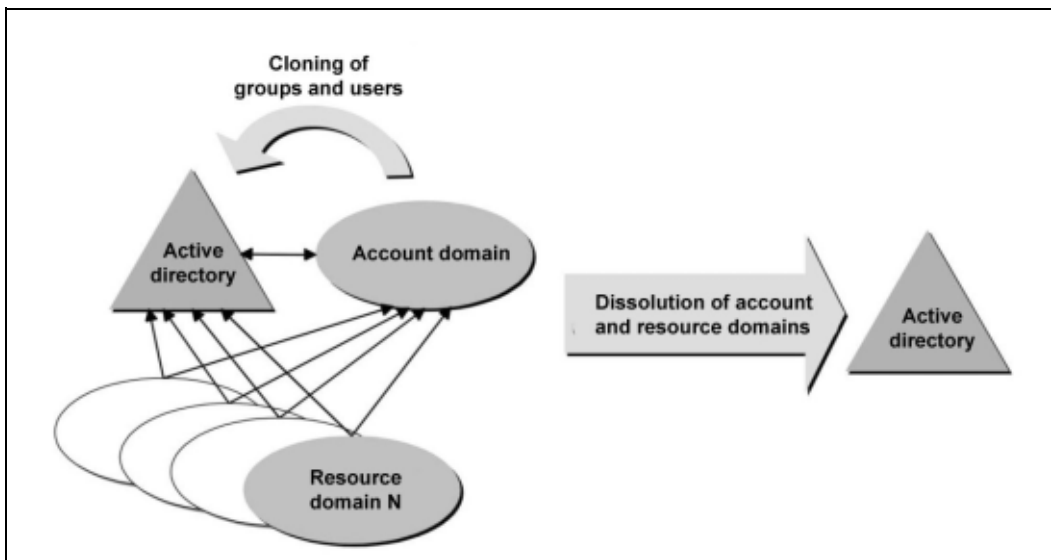 Cloning of
groups and users
Active
directory
Account domain
Dissolution of account
and resource domains
Active
directory
Resource
domain N